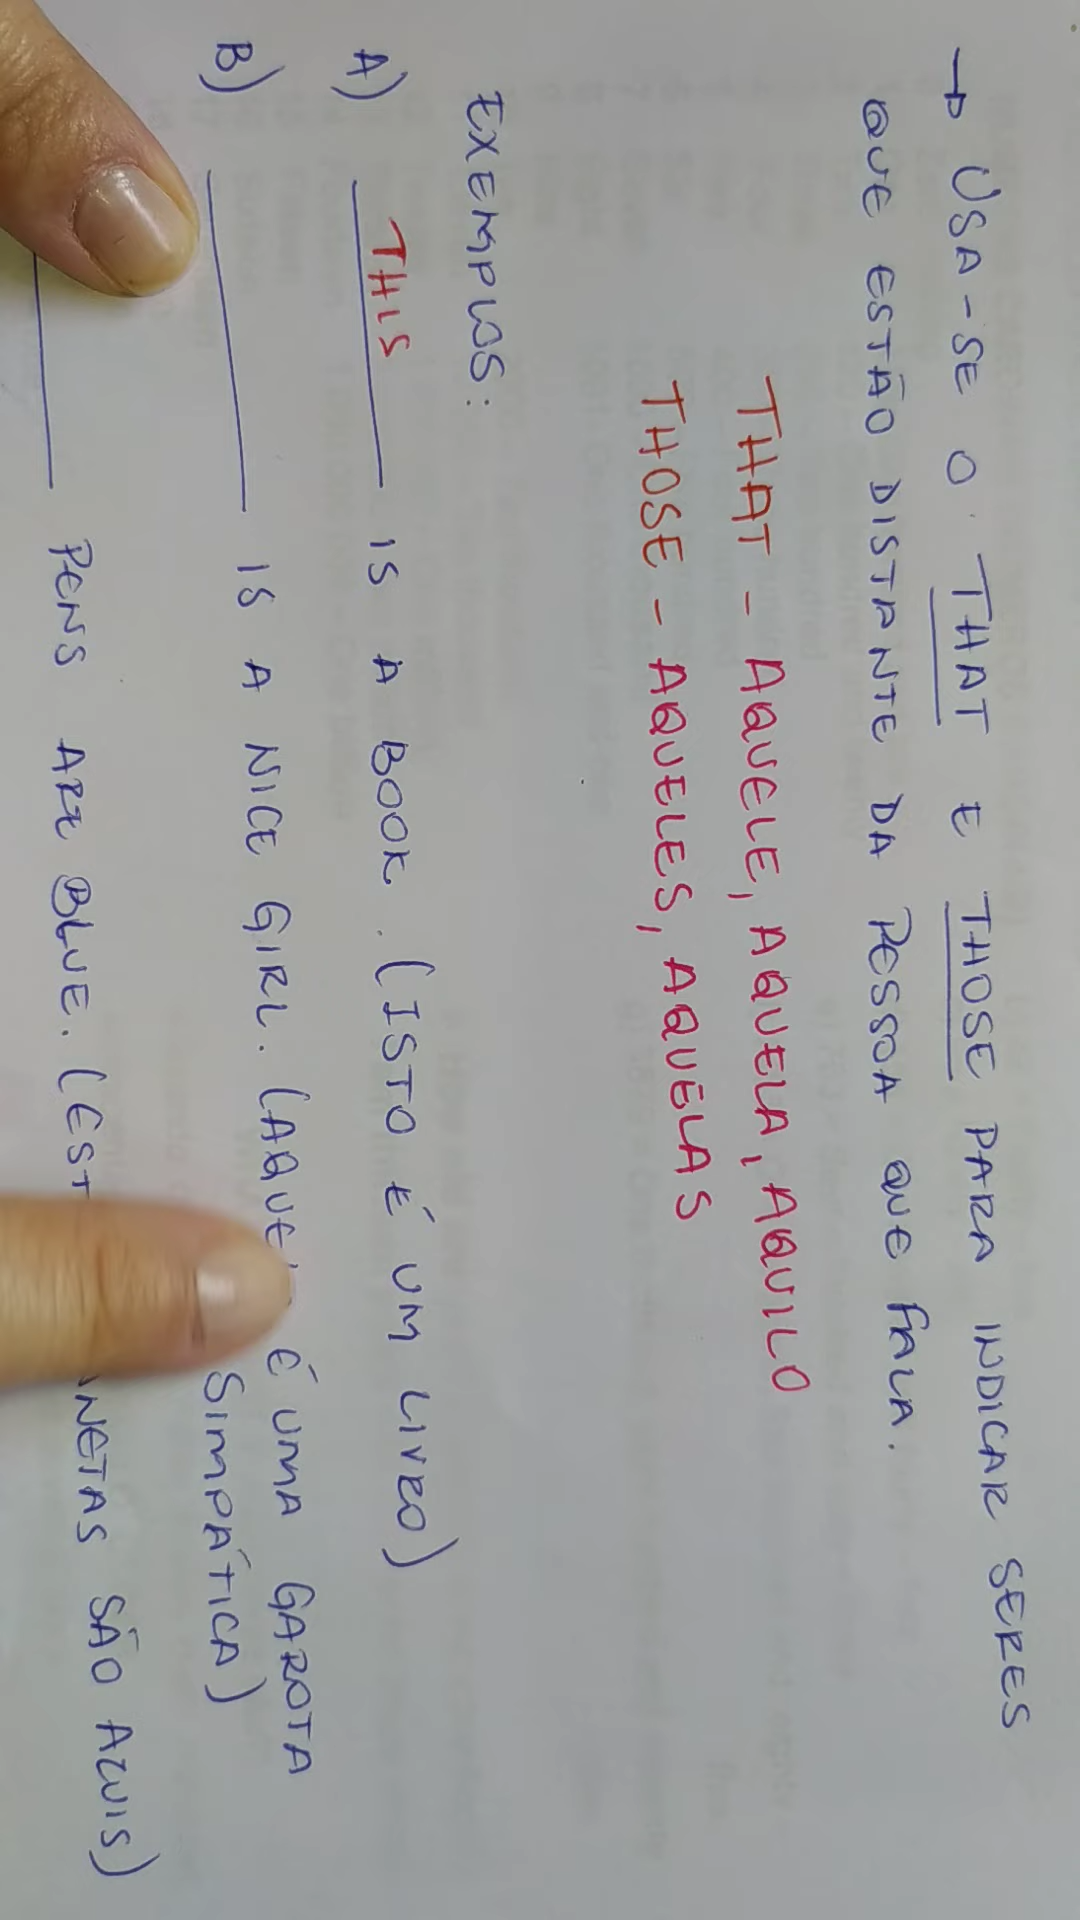 → USA-SE O THAT E THOSE PARA INDICAR SERES
QUE ESTÃO DISTANTE DA PESSOA QUE FALA.
THAT - AQUELE, AQUELA, AQUILO
THOSE - AQUELES, AQUELAS
EXEMPLOS:
A) THIS IS A BOOK. (ISTO É UM LIVRO)
B) ______ IS A NICE GIRL. (AQUE É UMA GAROTA
SIMPÁTICA)
______ PENS ARE BLUE. (EST NETAS SÃO AZUIS)